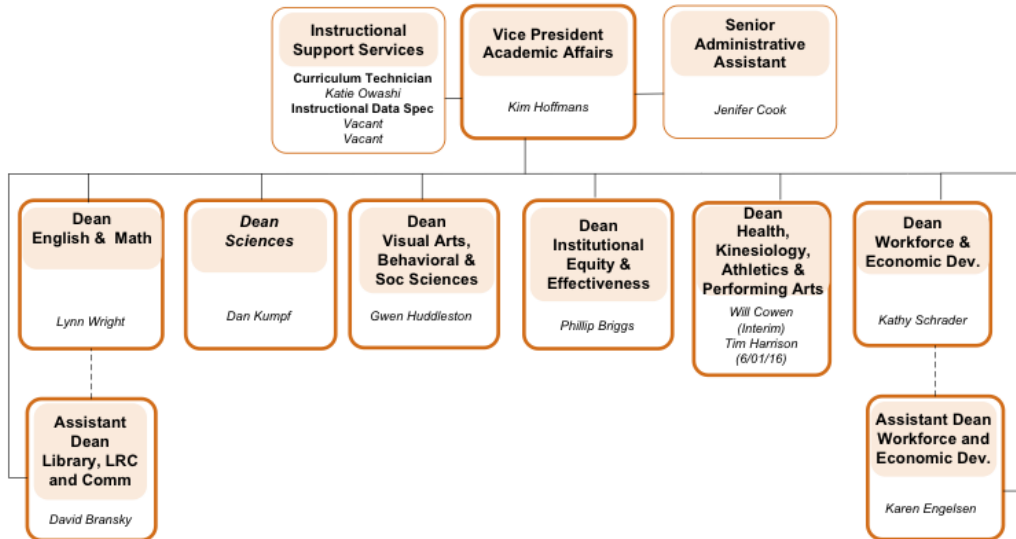 Instructional
Support Services
Curriculum Technician
Katie Owashi
Instructional Data Spec
Vacant
Vacant
Vice President
Academic Affairs
Kim Hoffmans
Senior
Administrative
Assistant
Jenifer Cook
Dean
English & Math
Lynn Wright
Dean
Sciences
Dan Kumpf
Dean
Visual Arts,
Behavioral &
Soc Sciences
Gwen Huddleston
Dean
Institutional
Equity &
Effectiveness
Phillip Briggs
Dean
Health,
Kinesiology,
Athletics &
Performing Arts
Will Cowen
(Interim)
Tim Harrison
(6/01/16)
Dean
Workforce &
Economic Dev.
Kathy Schrader
Assistant
Dean
Library, LRC
and Comm
David Bransky
Assistant Dean
Workforce and
Economic Dev.
Karen Engelsen